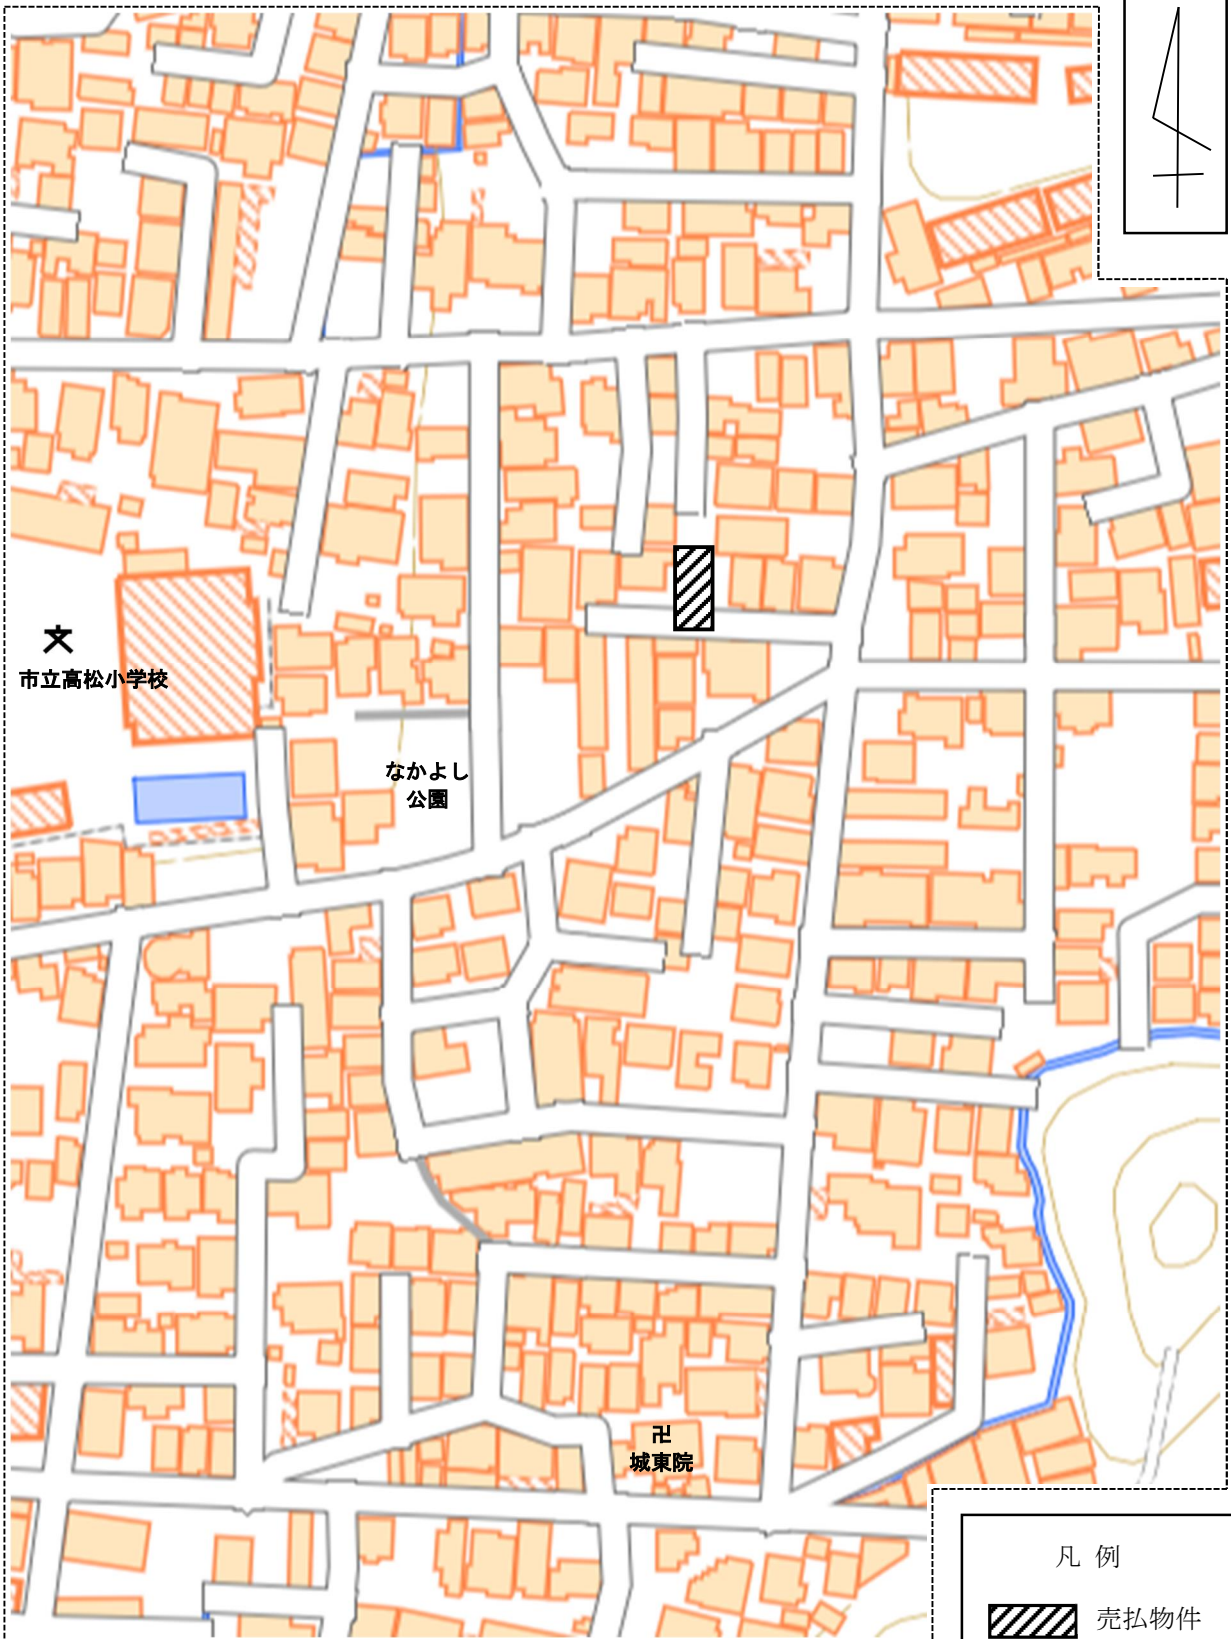 文
市立高松小学校
なかよし
公園
卍
城東院
凡 例
売払物件